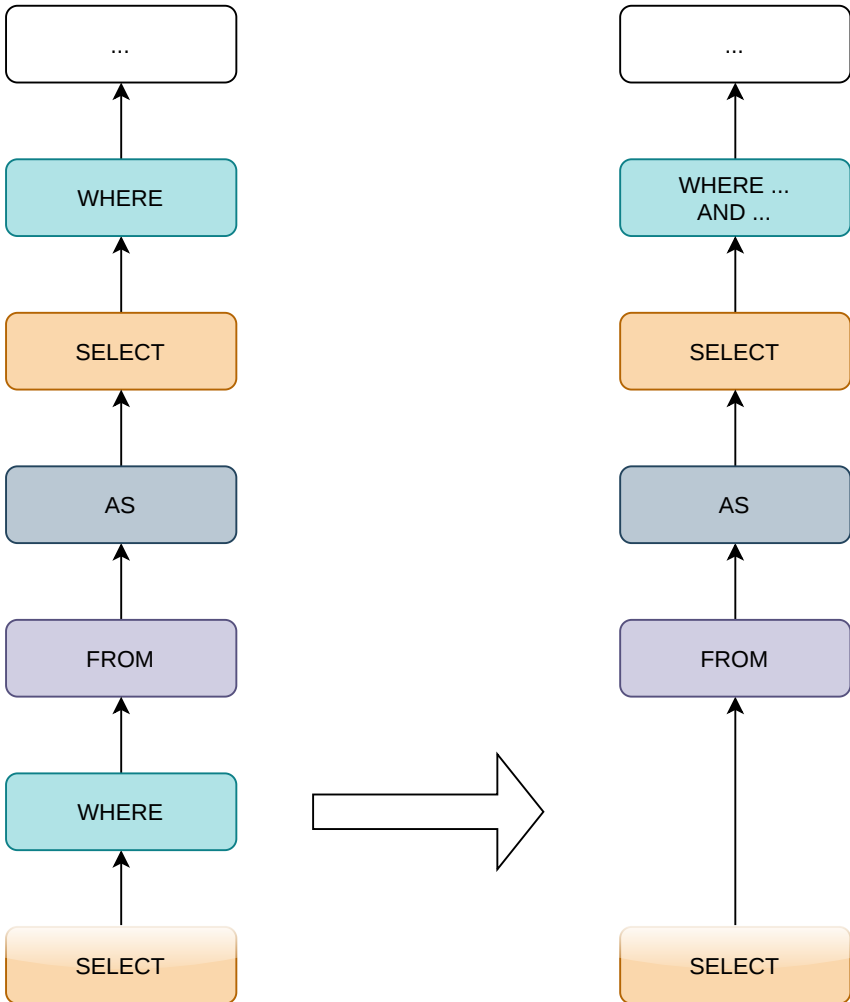 ...
WHERE
SELECT
AS
FROM
WHERE
SELECT
...
WHERE ...
AND ...
SELECT
AS
FROM
SELECT